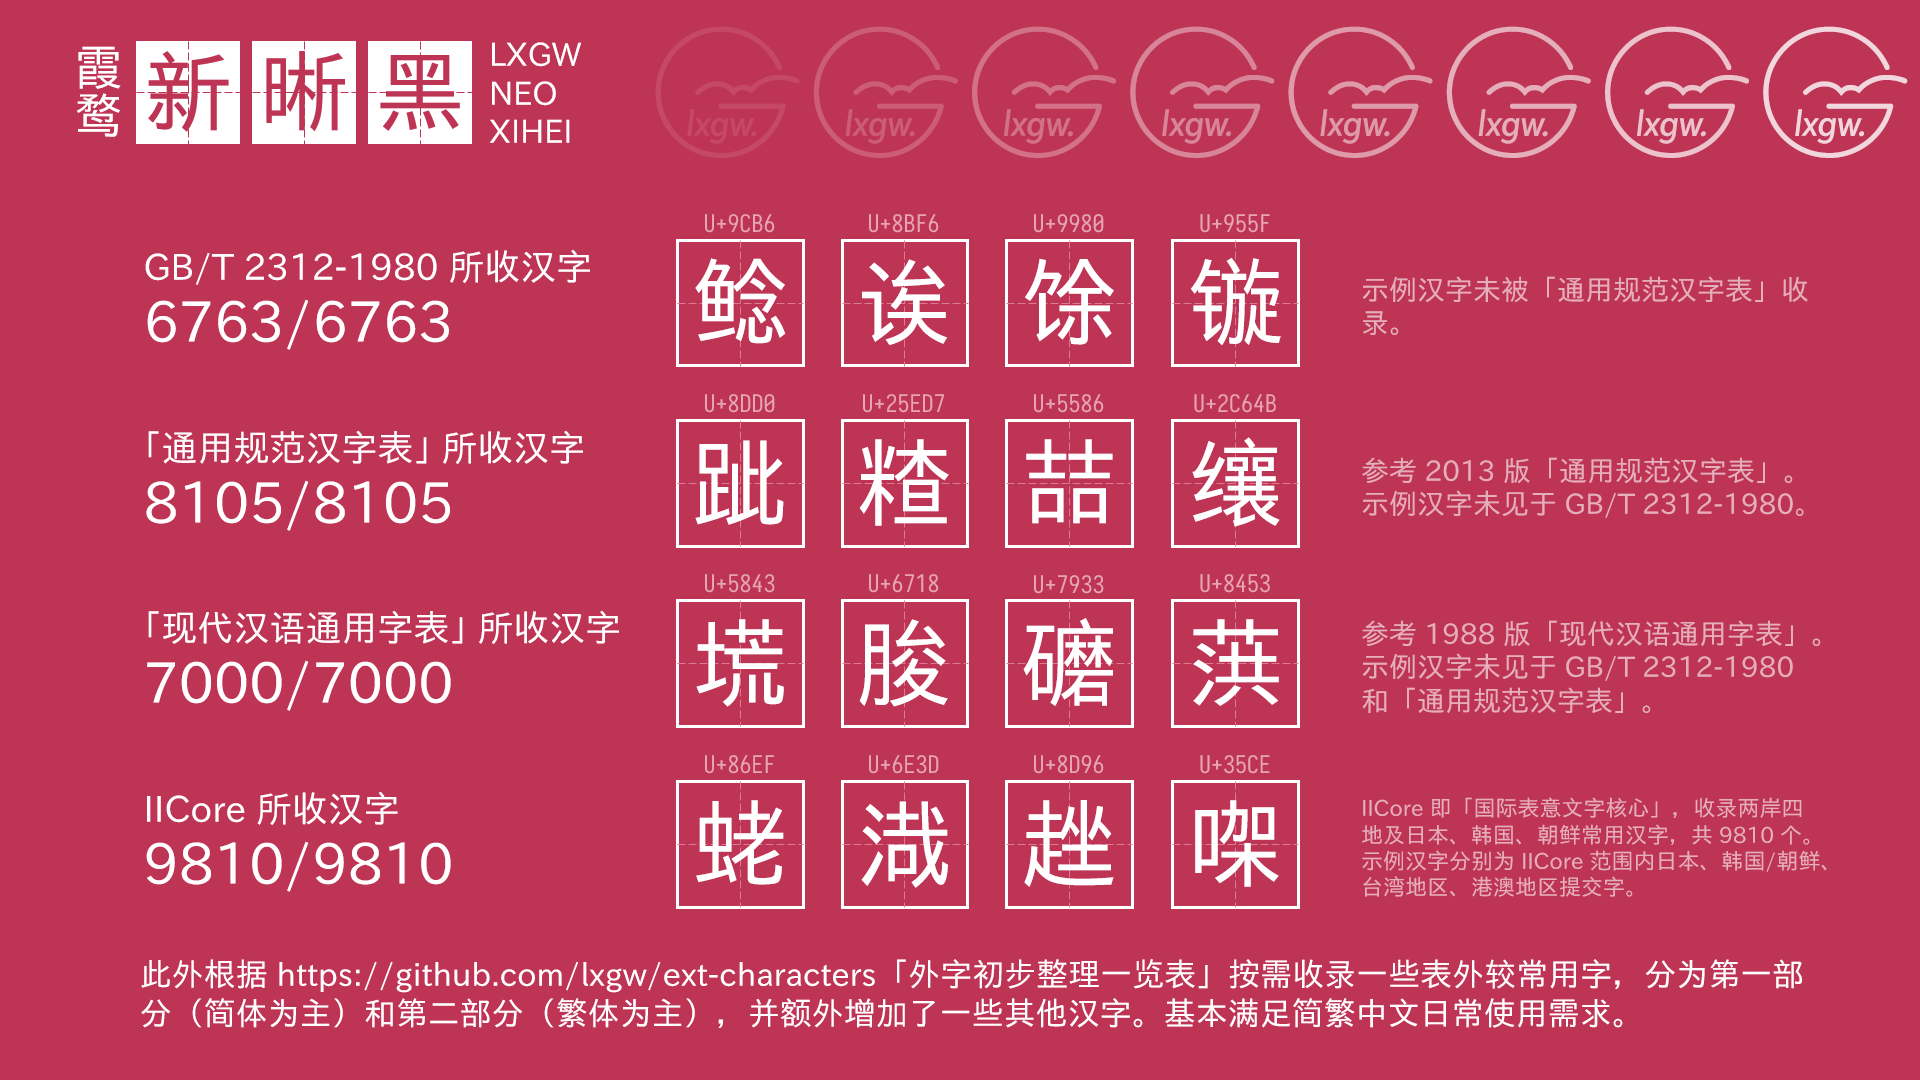 霞鹜
新晰黑
LXGW
NEO
XIHEI
lxgw. lxgw. lxgw. lxgw. lxgw. lxgw. lxgw. lxgw.
GB/T 2312-1980 所收汉字
6763/6763
U+9CB6 U+8BF6 U+9980 U+955F
鲶 诶 馀 镟
示例汉字未被「通用规范汉字表」收
录。
「通用规范汉字表」所收汉字
8105/8105
U+8DD0 U+25ED7 U+5586 U+2C64B
跐 𥻗 喆 𬙋
参考 2013 版「通用规范汉字表」。
示例汉字未见于 GB/T 2312-1980。
「现代汉语通用字表」所收汉字
7000/7000
U+5843 U+6718 U+7933 U+8453
塃 朘 礳 葓
参考 1988 版「现代汉语通用字表」。
示例汉字未见于 GB/T 2312-1980
和「通用规范汉字表」。
IICore 所收汉字
9810/9810
U+86EF U+6E3D U+8D96 U+35CE
蛯 渽 趖 㗎
IICore 即「国际表意文字核心」，收录两岸四
地及日本、韩国、朝鲜常用汉字，共 9810 个。
示例汉字分别为 IICore 范围内日本、韩国/朝鲜、
台湾地区、港澳地区提交字。
此外根据 https://github.com/lxgw/ext-characters「外字初步整理一览表」按需收录一些表外较常用字，分为第一部
分（简体为主）和第二部分（繁体为主），并额外增加了一些其他汉字。基本满足简繁中文日常使用需求。